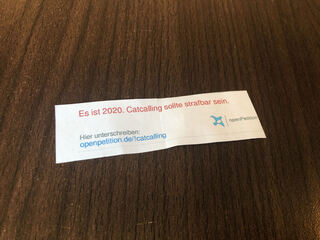 Es ist 2020. Catcalling sollte strafbar sein.
Hier unterschreiben:
openpetition.de/!catcalling
openPetition